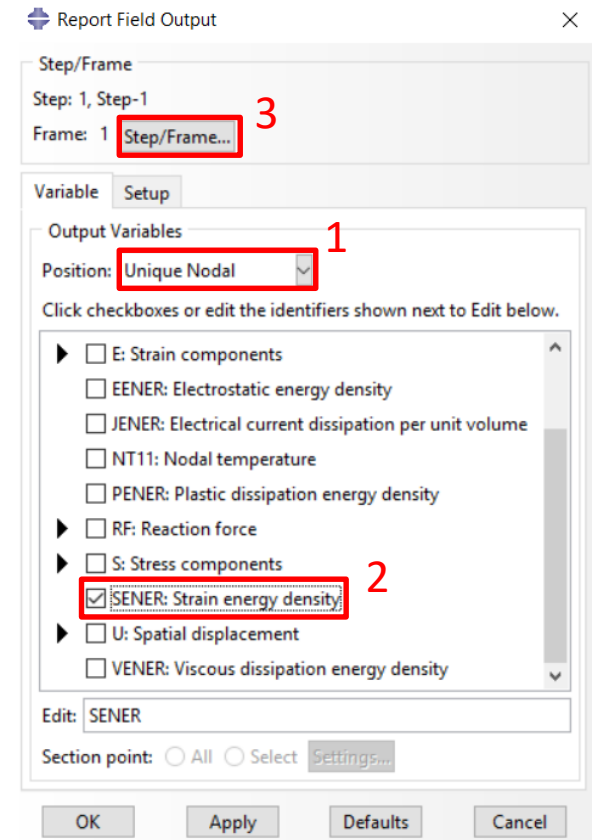 Report Field Output
Step/Frame
Step: 1, Step-1
3
Frame: 1 Step/Frame...
Variable Setup
Output Variables
1
Position: Unique Nodal
Click checkboxes or edit the identifiers shown next to Edit below.
E: Strain components
EENER: Electrostatic energy density
JENER: Electrical current dissipation per unit volume
NT11: Nodal temperature
PENER: Plastic dissipation energy density
RF: Reaction force
S: Stress components
2
SENER: Strain energy density
U: Spatial displacement
VENER: Viscous dissipation energy density
Edit: SENER
Section point: All Select Settings...
OK Apply Defaults Cancel